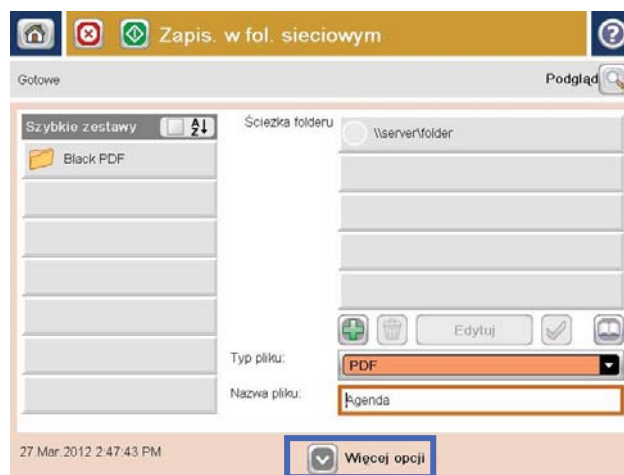 Zapis. w fol. sieciowym
Gotowe
Podgląd
Szybkie zestawy
Black PDF
Ścieżka folderu
\\server\folder
Edytuj
Typ pliku:
PDF
Nazwa pliku:
Agenda
27.Mar.2012 2:47:43 PM
Więcej opcji